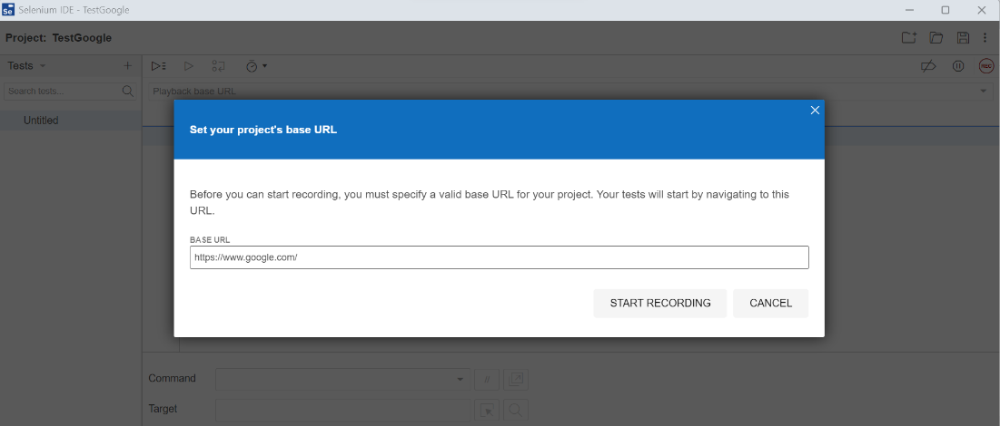 Se Selenium IDE - TestGoogle
Project: TestGoogle
Tests
Search tests...
Untitled
REC
Playback base URL
Set your project's base URL
Before you can start recording, you must specify a valid base URL for your project. Your tests will start by navigating to this
URL.
BASE URL
https://www.google.com/
START RECORDING
CANCEL
Command
//
Target